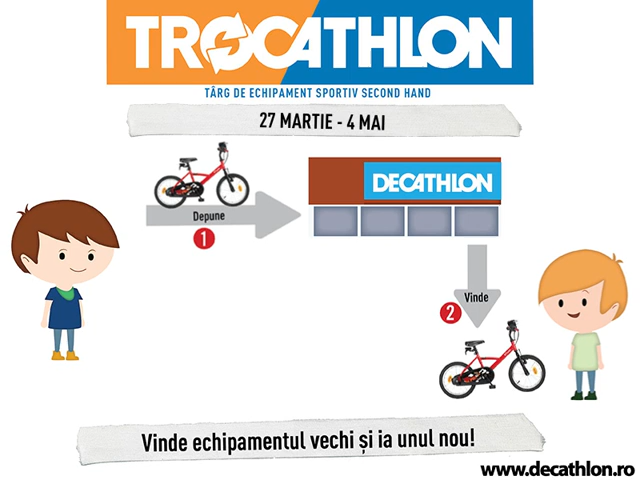 TROCATHLON
TÂRG DE ECHIPAMENT SPORTIV SECOND HAND
27 MARTIE - 4 MAI
DECATHLON
Depune
1
Vinde
2
Vinde echipamentul vechi și ia unul nou!
www.decathlon.ro